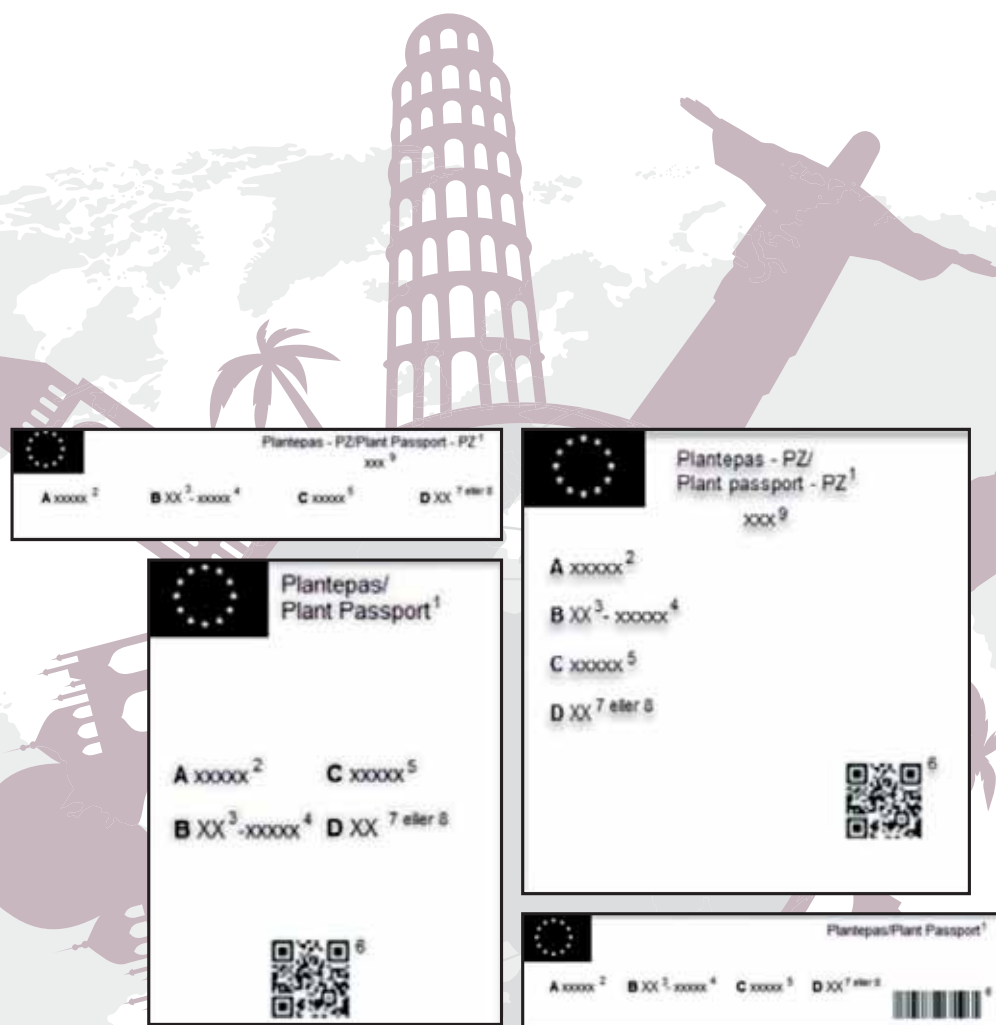 Plantepas - PZ/Plant Passport - PZ 1
xxx 9
A xxxxx 2 B XX 3- xxxxx 4 C xxxxx 5 D XX 7 eller 8
Plantepas - PZ/
Plant passport - PZ 1
xxx 9
A xxxxx 2
B XX 3- xxxxx 4
C xxxxx 5
D XX 7 eller 8
6
Plantepas/
Plant Passport 1
A xxxxx 2 C xxxxx 5
B XX 3-xxxxx 4 D XX 7 eller 8
6
Plantepas/Plant Passport 1
A xxxxx 2 B XX 3- xxxxx 4 C xxxxx 5 D XX 7 eller 8
6